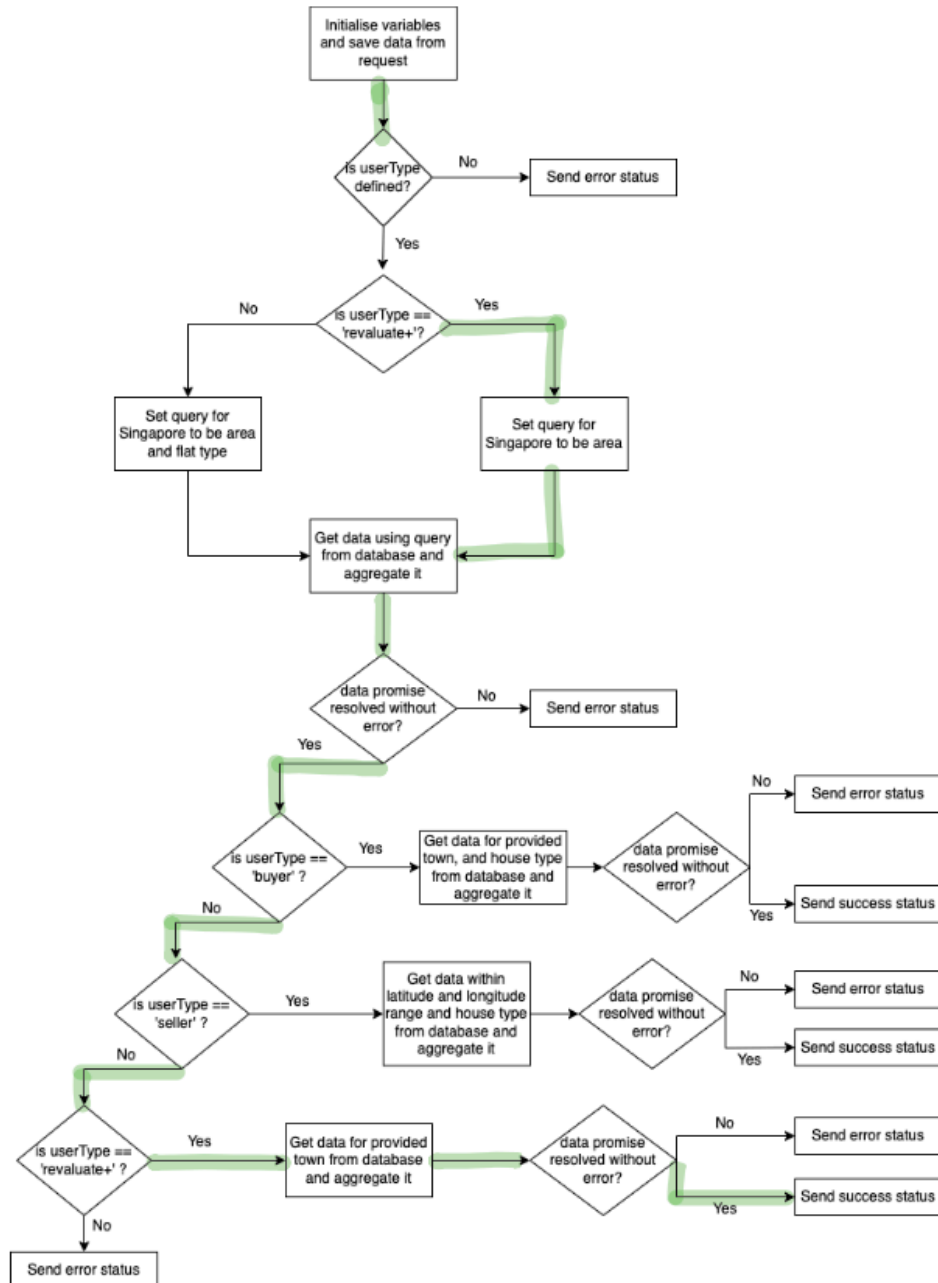 Initialise variables
and save data from
request
is userType
defined?
No
Send error status
Yes
No
is userType ==
'revaluate+'?
Yes
Set query for
Singapore to be area
and flat type
Set query for
Singapore to be area
Get data using query
from database and
aggregate it
data promise
resolved without
error?
No
Send error status
Yes
is userType ==
'buyer' ?
Yes
Get data for provided
town, and house type
from database and
aggregate it
data promise
resolved without
error?
No
Send error status
Yes
Send success status
No
is userType ==
'seller' ?
Yes
Get data within
latitude and longitude
range and house type
from database and
aggregate it
data promise
resolved without
error?
No
Send error status
Yes
Send success status
No
is userType ==
'revaluate+' ?
Yes
Get data for provided
town from database
and aggregate it
data promise
resolved without
error?
No
Send error status
Yes
Send success status
No
Send error status